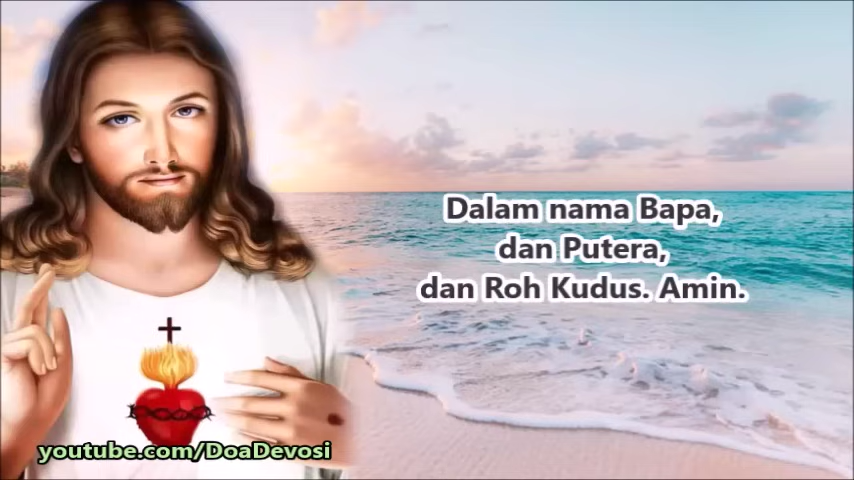 Dalam nama Bapa,
dan Putera,
dan Roh Kudus. Amin.
youtube.com/DoaDevosi